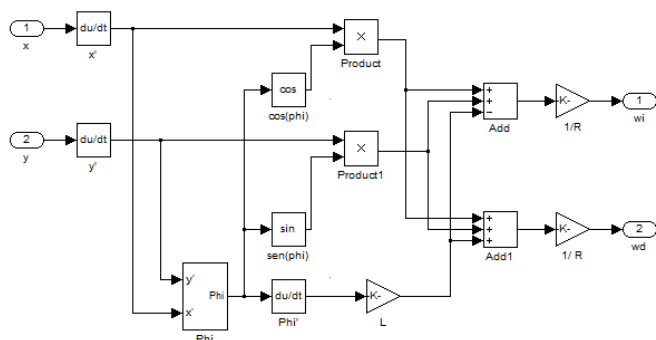 1
x
du/dt
x'
×
Product
cos
cos(phi)
+
+
−
Add
K-
1/R
1
wi
2
y
du/dt
y'
×
Product1
sin
sen(phi)
+
+
+
Add1
K-
1/ R
2
wd
y'
x'
Phi
Phi
du/dt
Phi'
K-
L